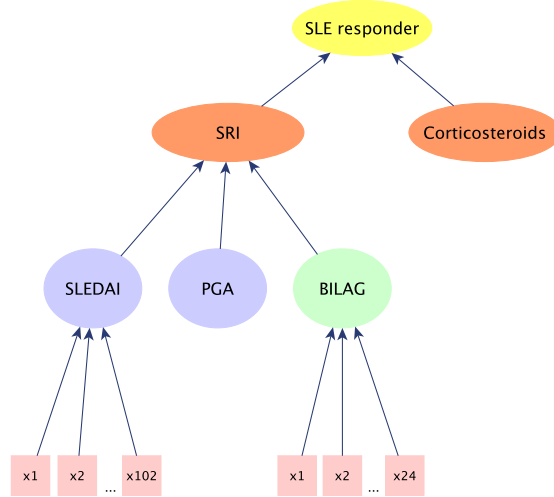 SLE responder
SRI
Corticosteroids
SLEDAI
PGA
BILAG
x1
x2
...
x102
x1
x2
...
x24